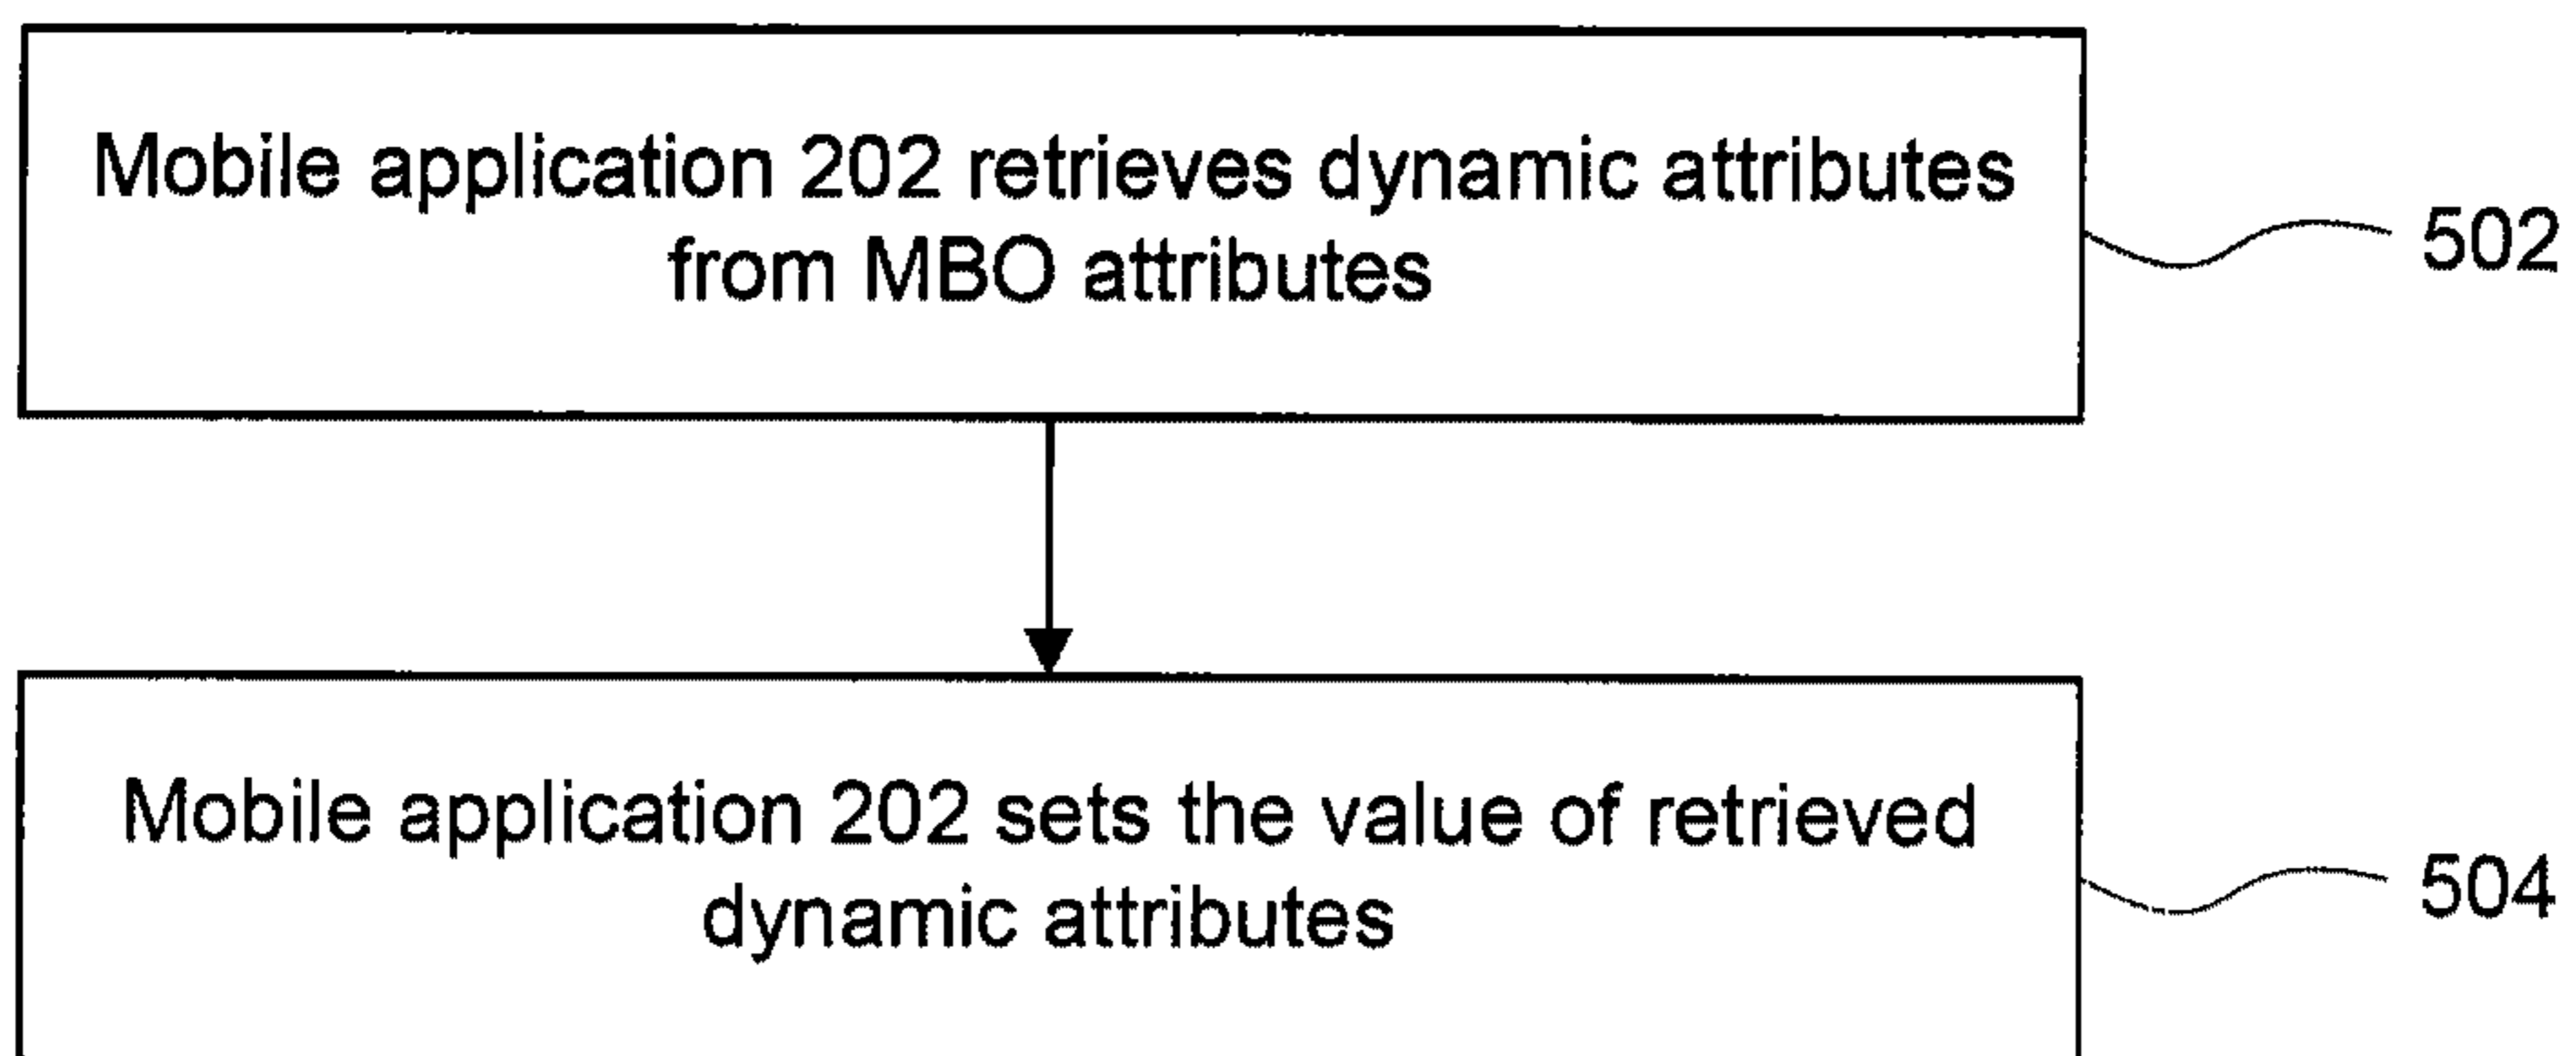 Mobile application 202 retrieves dynamic attributes
from MBO attributes
502
Mobile application 202 sets the value of retrieved
dynamic attributes
504